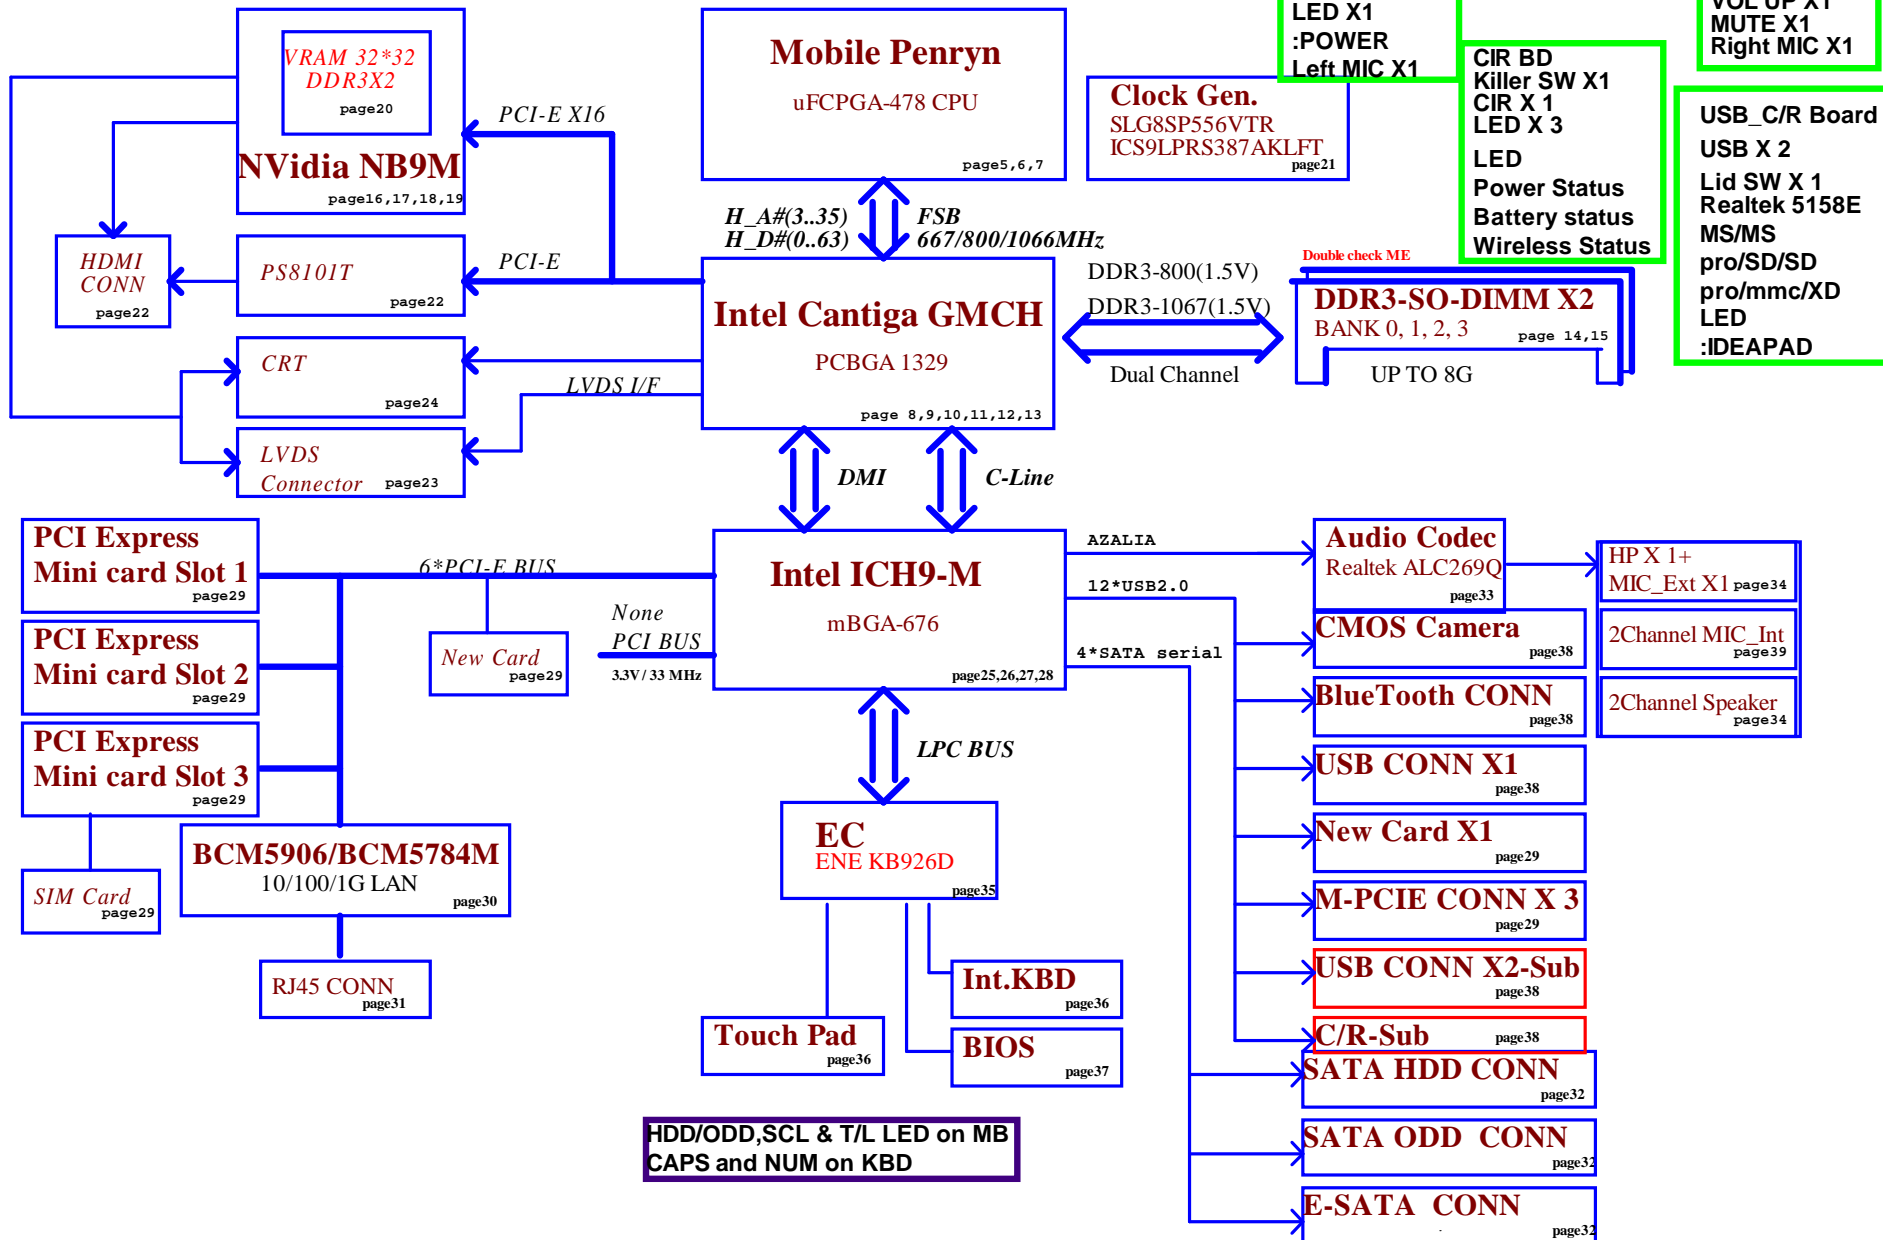 VRAM 32*32
DDR3X2
page20
NVidia NB9M
page16,17,18,19
PCI-E X16
Mobile Penryn
uFCPGA-478 CPU
page5,6,7
Clock Gen.
SLG8SP556VTR
ICS9LPRS387AKLFT
page21
LED X1
:POWER
Left MIC X1
CIR BD
Killer SW X1
CIR X 1
LED X 3
LED
Power Status
Battery status
Wireless Status
VOL UP X1
MUTE X1
Right MIC X1
USB_C/R Board
USB X 2
Lid SW X 1
Realtek 5158E
MS/MS
pro/SD/SD
pro/mmc/XD
LED
:IDEAPAD
H_A#(3..35)
H_D#(0..63)
FSB
667/800/1066MHz
HDMI
CONN
page22
PS8101T
page22
PCI-E
Intel Cantiga GMCH
PCBGA 1329
page 8,9,10,11,12,13
DDR3-800(1.5V)
DDR3-1067(1.5V)
Dual Channel
Double check ME
DDR3-SO-DIMM X2
BANK 0, 1, 2, 3
page 14,15
UP TO 8G
CRT
page24
LVDS I/F
LVDS
Connector
page23
DMI
C-Line
PCI Express
Mini card Slot 1
page29
PCI Express
Mini card Slot 2
page29
PCI Express
Mini card Slot 3
page29
SIM Card
page29
6*PCI-E BUS
New Card
page29
None
PCI BUS
3.3V / 33 MHz
Intel ICH9-M
mBGA-676
page25,26,27,28
BCM5906/BCM5784M
10/100/1G LAN
page30
RJ45 CONN
page31
LPC BUS
EC
ENE KB926D
page35
Int.KBD
page36
Touch Pad
page36
BIOS
page37
HDD/ODD,SCL & T/L LED on MB
CAPS and NUM on KBD
AZALIA
12*USB2.0
4*SATA serial
Audio Codec
Realtek ALC269Q
page33
HP X 1+
MIC_Ext X1
page34
2Channel MIC_Int
page39
2Channel Speaker
page34
CMOS Camera
page38
BlueTooth CONN
page38
USB CONN X1
page38
New Card X1
page29
M-PCIE CONN X 3
page29
USB CONN X2-Sub
page38
C/R-Sub
page38
SATA HDD CONN
page32
SATA ODD CONN
page32
E-SATA CONN
page32